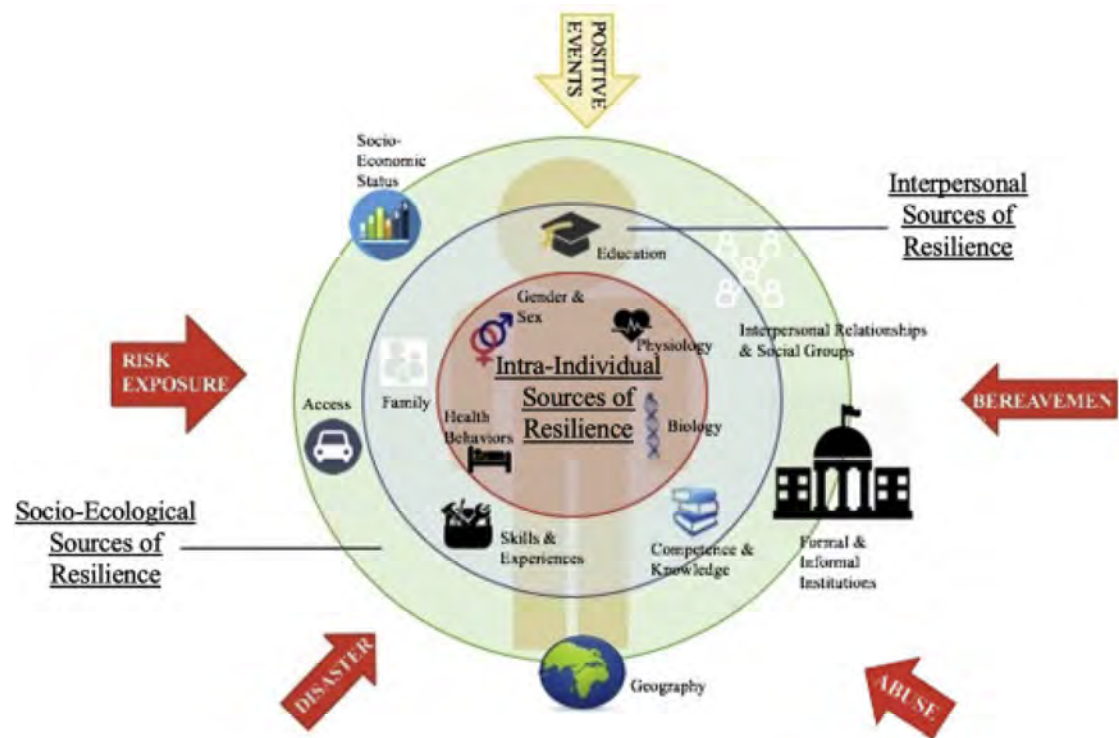 POSITIVE
EVENTS
Socio-
Economic
Status
Interpersonal
Sources of
Resilience
Education
Gender &
Sex
Physiology
Interpersonal Relationships
& Social Groups
RISK
EXPOSURE
Intra-Individual
Sources of
Resilience
Access
Family
BEREAVEMEN
Health
Behaviors
Biology
Socio-Ecological
Sources of
Resilience
Skills &
Experiences
Competence &
Knowledge
Formal &
Informal
Institutions
DISASTER
Geography
ABUSE